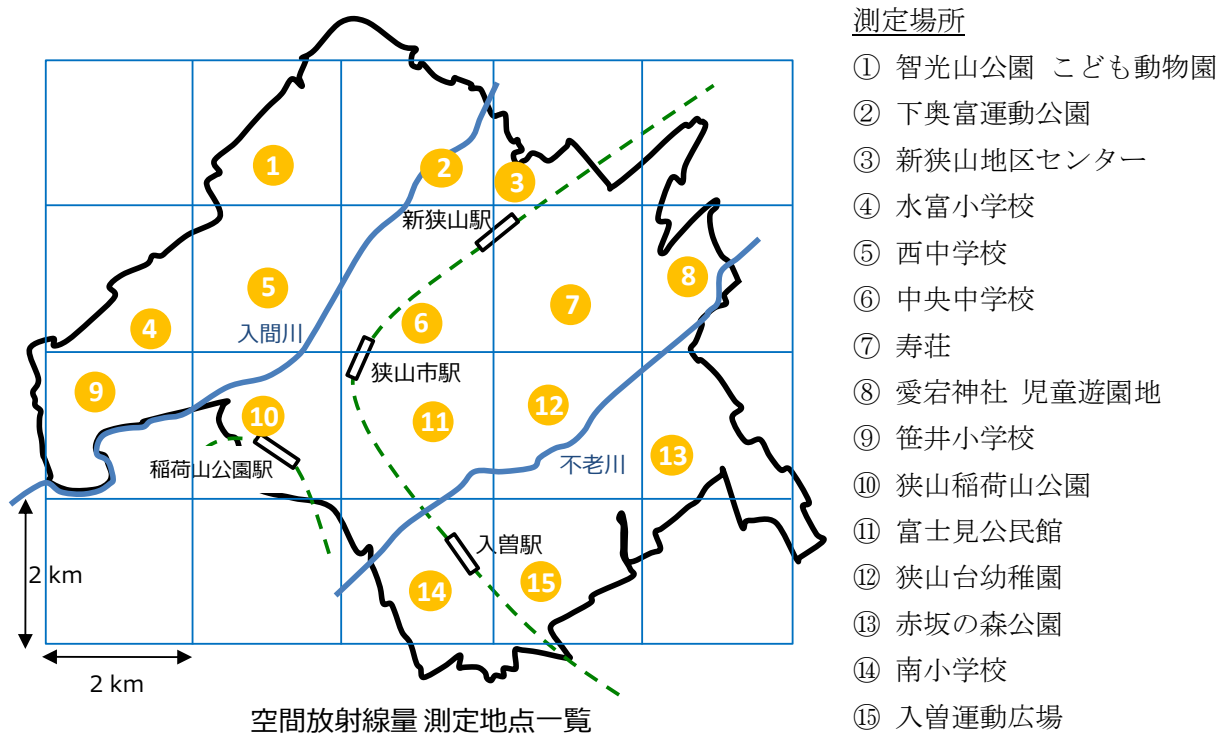 1
2
3
新狭山駅
8
5
7
6
4
入間川
狭山市駅
9
12
10
11
13
稲荷山公園駅
不老川
入曽駅
2 km
14
15
2 km
空間放射線量 測定地点一覧
測定場所
① 智光山公園 こども動物園
② 下奥富運動公園
③ 新狭山地区センター
④ 水富小学校
⑤ 西中学校
⑥ 中央中学校
⑦ 寿荘
⑧ 愛宕神社 児童遊園地
⑨ 笹井小学校
⑩ 狭山稲荷山公園
⑪ 富士見公民館
⑫ 狭山台幼稚園
⑬ 赤坂の森公園
⑭ 南小学校
⑮ 入曽運動広場